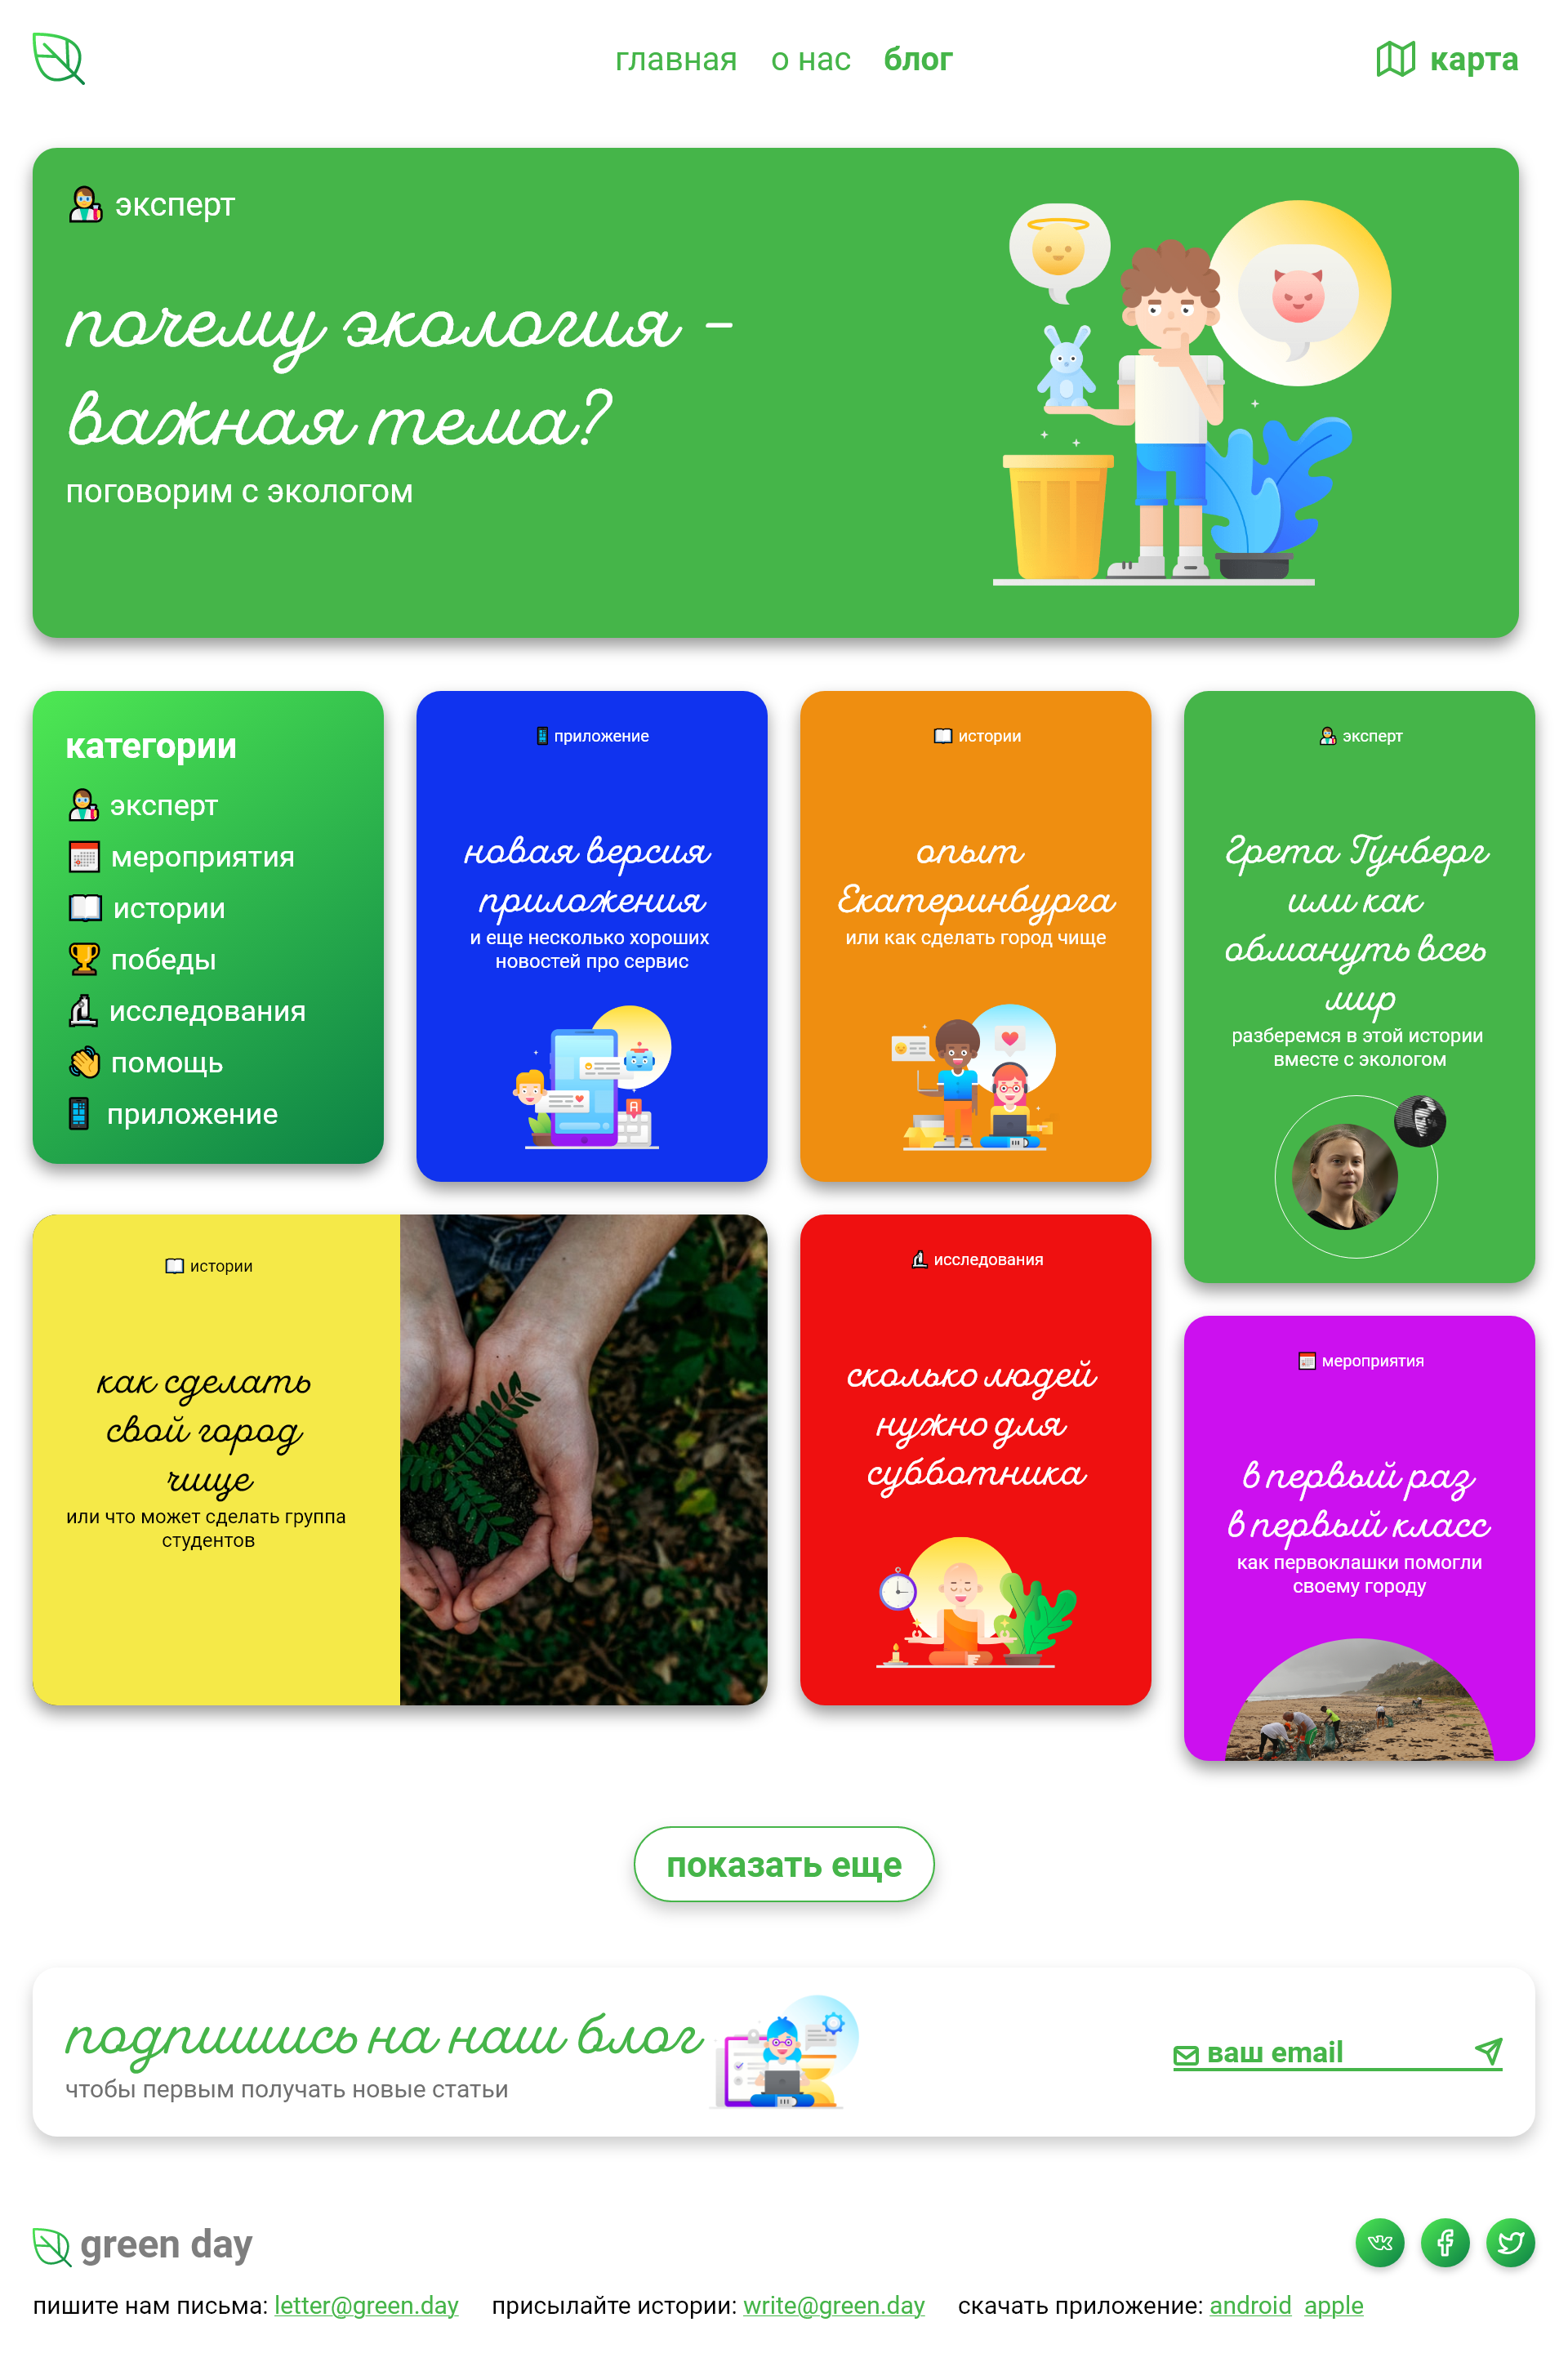 главная о нас блог
карта
эксперт
почему экология –
важная тема?
поговорим с экологом
категории
эксперт
мероприятия
истории
победы
исследования
помощь
приложение
приложение
новая версия
приложения
и еще несколько хороших
новостей про сервис
истории
опыт
Екатеринбурга
или как сделать город чище
эксперт
Грета Тунберг
или как
обмануть всеь
мир
разберемся в этой истории
вместе с экологом
истории
как сделать
свой город
чище
или что может сделать группа
студентов
исследования
сколько людей
нужно для
субботника
мероприятия
в первый раз
в первый класс
как первоклашки помогли
своему городу
показать еще
подпишись на наш блог
чтобы первым получать новые статьи
ваш email
green day
пишите нам письма: letter@green.day присылайте истории: write@green.day скачать приложение: android apple